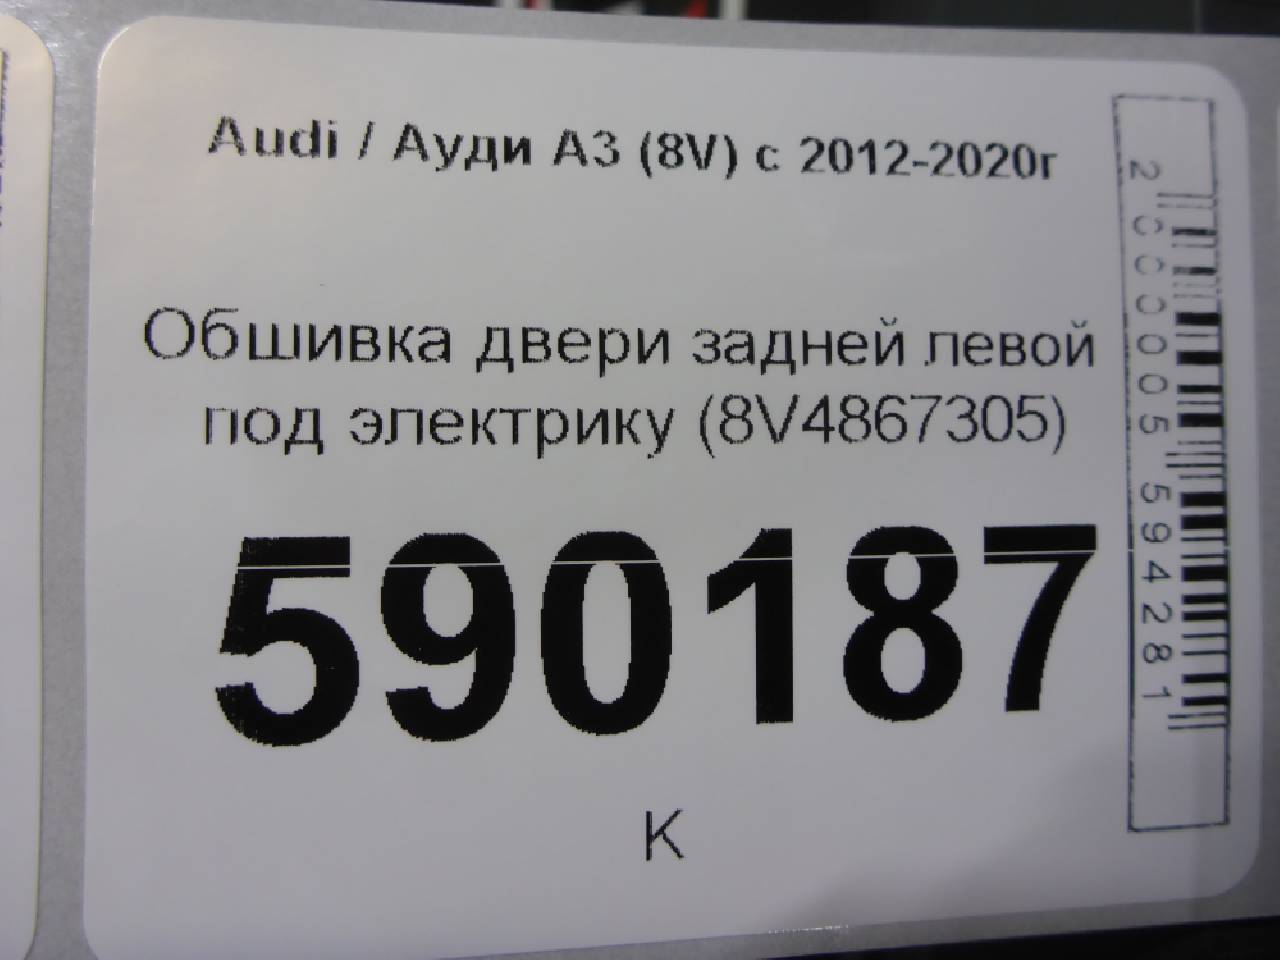 Audi / Ауди А3 (8V) с 2012-2020г
Обшивка двери задней левой
под электрику (8V4867305)
590187
К
2000005594281